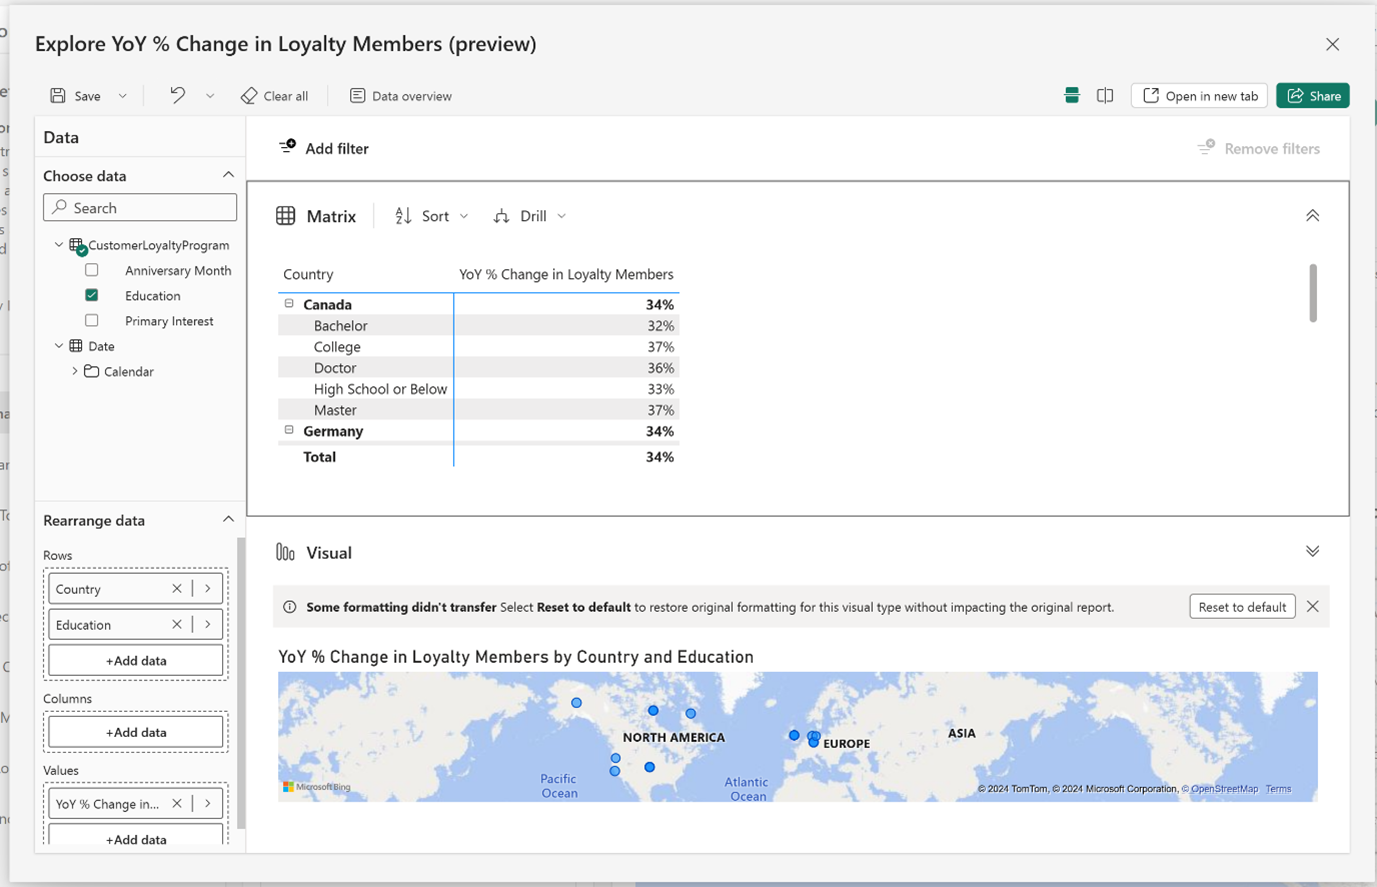 Explore YoY % Change in Loyalty Members (preview)
Save
Clear all
Data overview
Open in new tab
Share
Data
Choose data
Search
CustomerLoyaltyProgram
Anniversary Month
Education
Primary Interest
Date
Calendar
Rearrange data
Rows
Country
Education
+Add data
Columns
+Add data
Values
YoY % Change in...
+Add data
Add filter
Remove filters
Matrix
Sort
Drill
Country YoY % Change in Loyalty Members
Canada 34%
Bachelor 32%
College 37%
Doctor 36%
High School or Below 33%
Master 37%
Germany 34%
Total 34%
Visual
Some formatting didn't transfer Select Reset to default to restore original formatting for this visual type without impacting the original report.
Reset to default
YoY % Change in Loyalty Members by Country and Education
NORTH AMERICA
EUROPE
ASIA
Pacific
Ocean
Atlantic
Ocean
Microsoft Bing
© 2024 TomTom, © 2024 Microsoft Corporation, © OpenStreetMap Terms